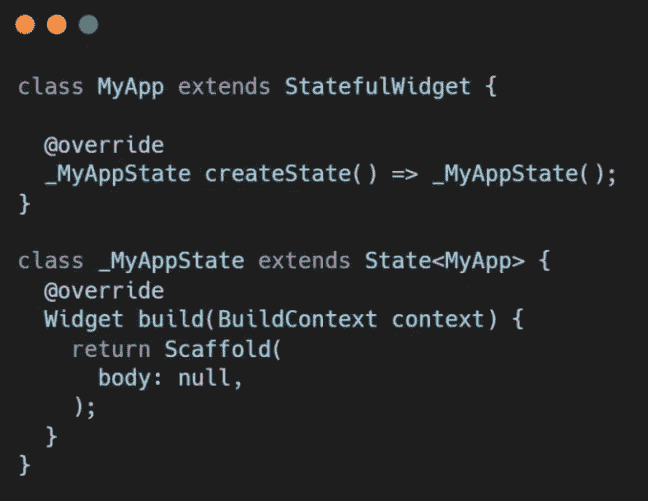 class MyApp extends StatefulWidget {
  @override
  _MyAppState createState() => _MyAppState();
}
class _MyAppState extends State<MyApp> {
  @override
  Widget build(BuildContext context) {
    return Scaffold(
      body: null,
    );
  }
}